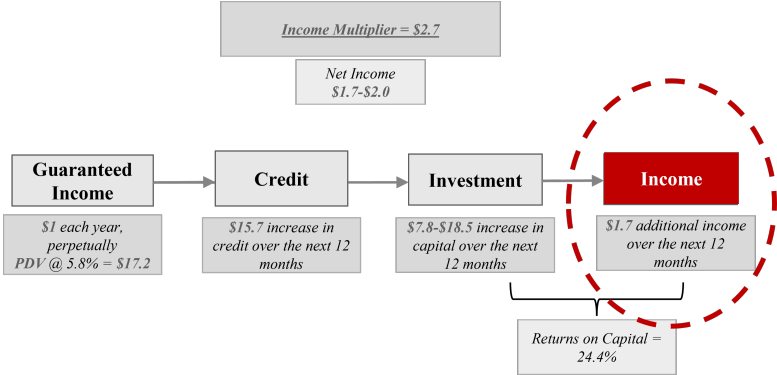 Income Multiplier = $2.7
Net Income
$1.7-$2.0
Guaranteed
Income
Credit
Investment
Income
$1 each year,
perpetually
PDV @ 5.8% = $17.2
$15.7 increase in
credit over the next 12
months
$7.8-$18.5 increase in
capital over the next
12 months
$1.7 additional income
over the next 12
months
Returns on Capital =
24.4%